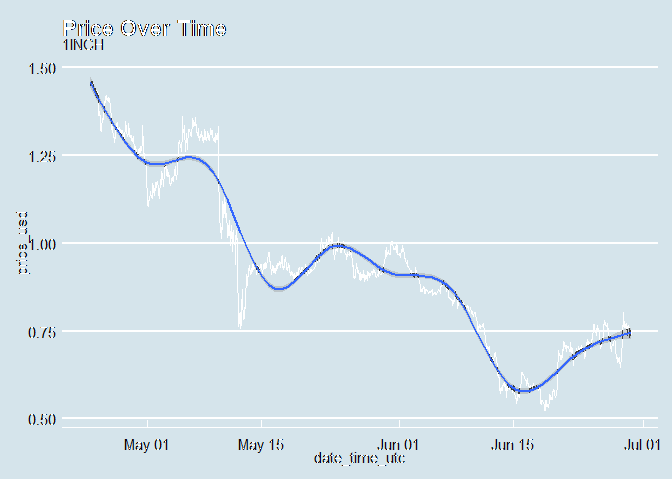 Price Over Time
1INCH
1.50
1.25
1.00
0.75
0.50
price_usd
May 01
May 15
Jun 01
Jun 15
Jul 01
date_time_utc